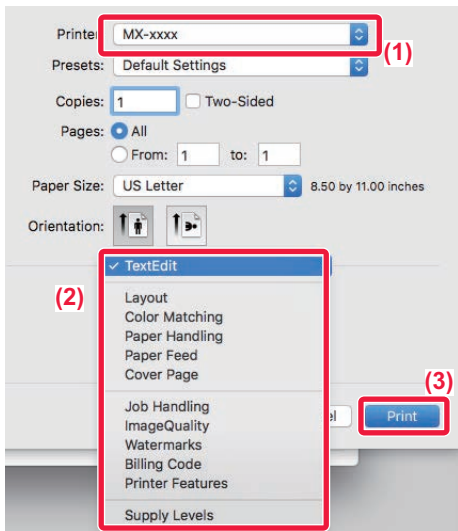 Printer: MX-xxxx
(1)
Presets: Default Settings
Copies: 1 Two-Sided
Pages: All
From: 1 to: 1
Paper Size: US Letter 8.50 by 11.00 inches
Orientation:
✓ TextEdit
(2)
Layout
Color Matching
Paper Handling
Paper Feed
Cover Page
(3)
Job Handling
ImageQuality
Watermarks
Billing Code
Printer Features
Print
Supply Levels